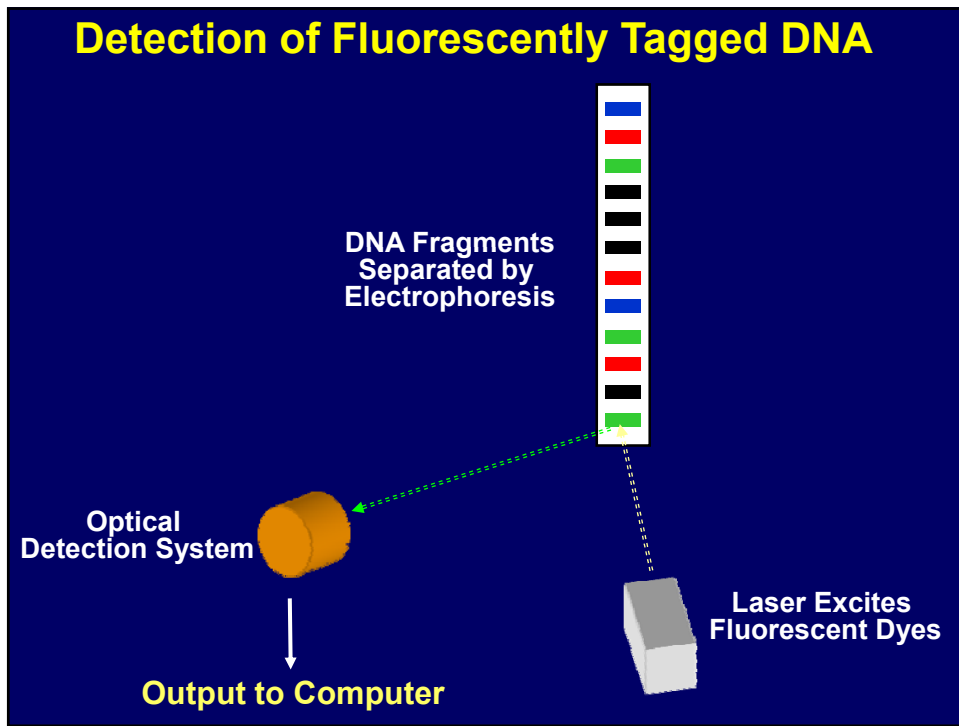 Detection of Fluorescently Tagged DNA
DNA Fragments
Separated by
Electrophoresis
Optical
Detection System
Laser Excites
Fluorescent Dyes
Output to Computer